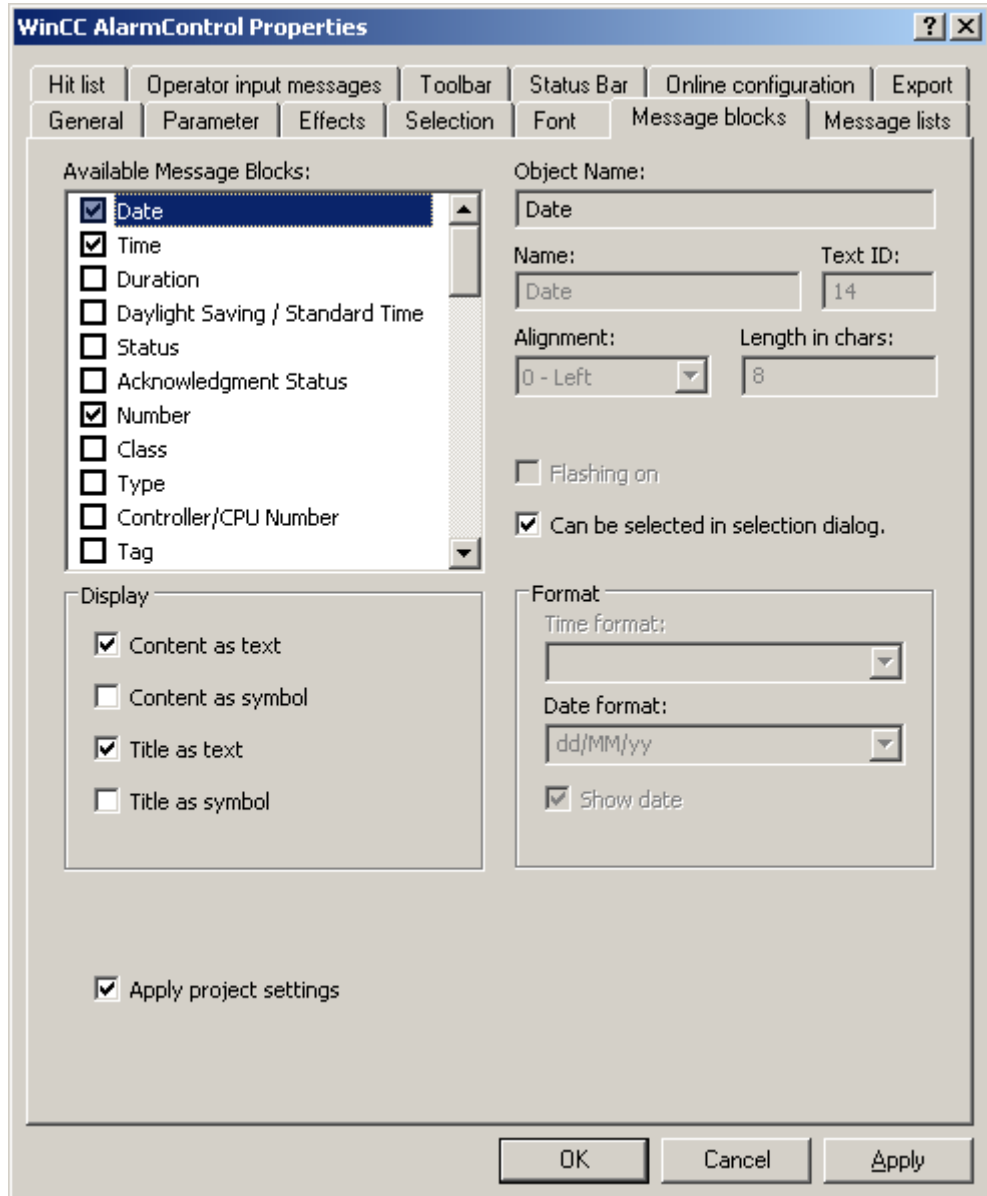 WinCC AlarmControl Properties
Hit list
Operator input messages
Toolbar
Status Bar
Online configuration
Export
General
Parameter
Effects
Selection
Font
Message blocks
Message lists
Available Message Blocks:
Date
Time
Duration
Daylight Saving / Standard Time
Status
Acknowledgment Status
Number
Class
Type
Controller/CPU Number
Tag
Object Name:
Date
Name:
Text ID:
Date
14
Alignment:
Length in chars:
0 - Left
8
Flashing on
Can be selected in selection dialog.
Display
Content as text
Content as symbol
Title as text
Title as symbol
Format
Time format:
Date format:
dd/MM/yy
Show date
Apply project settings
OK
Cancel
Apply